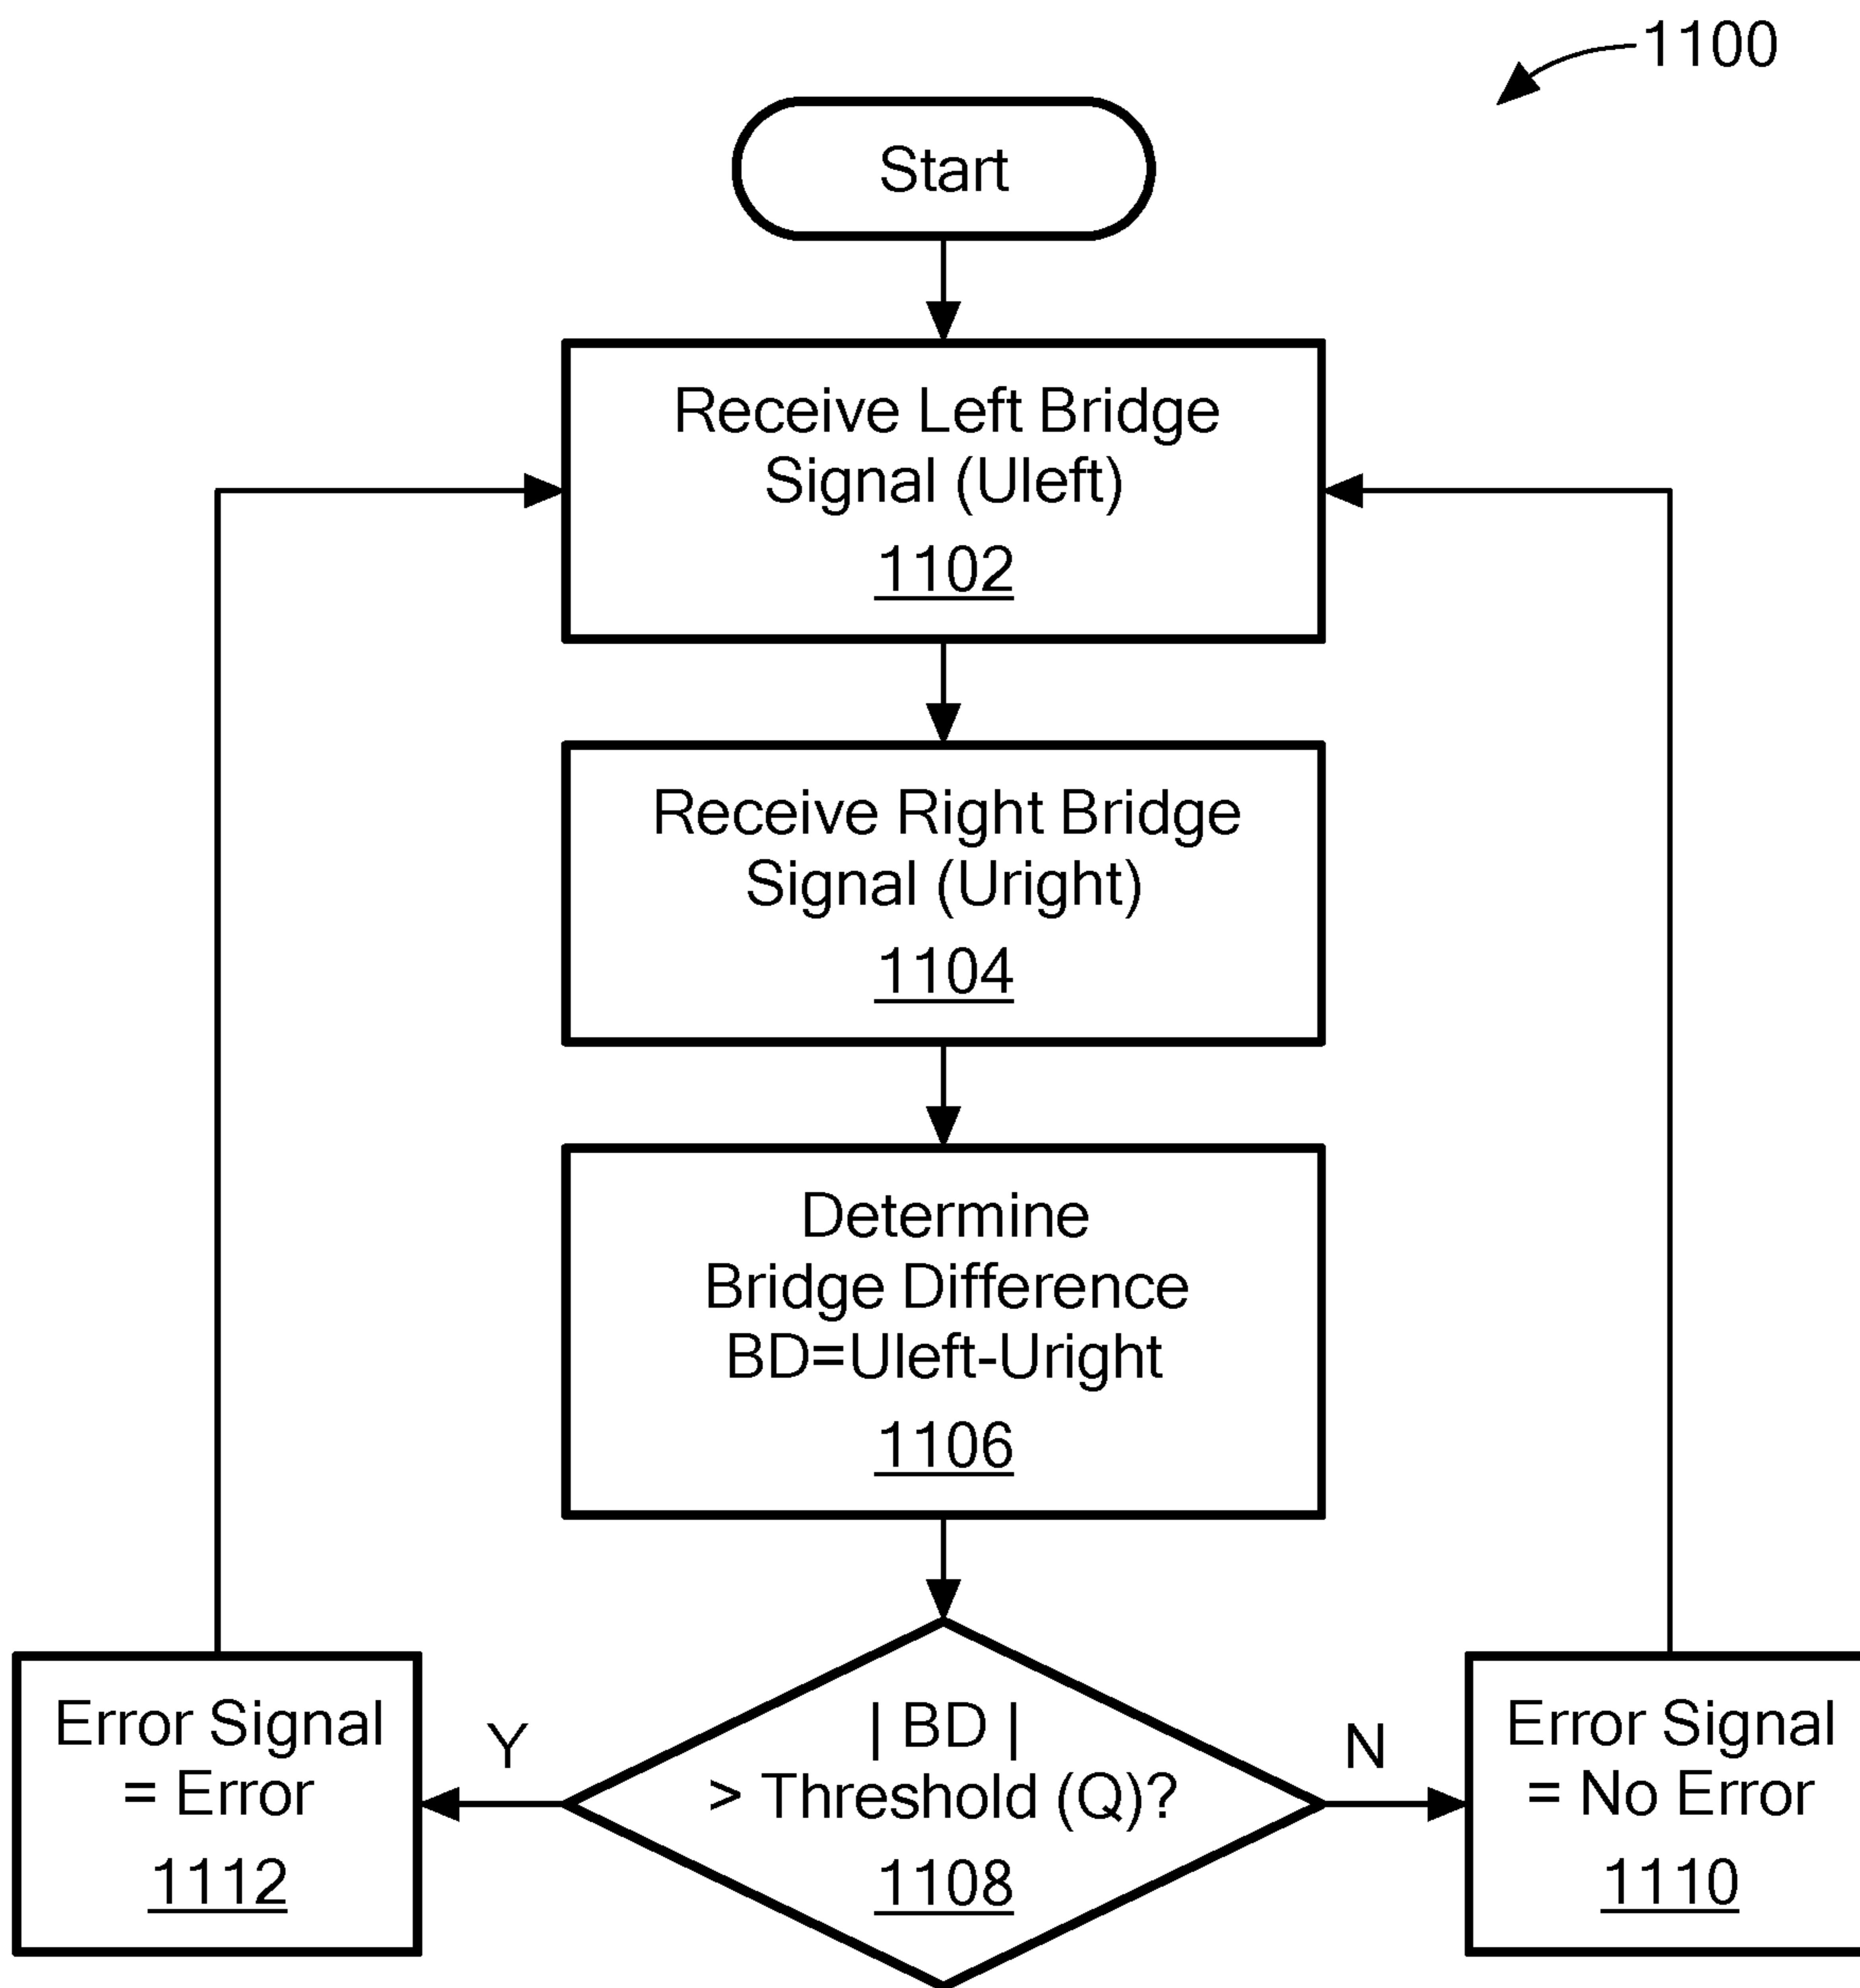 1100
Start
Receive Left Bridge
Signal (Uleft)
1102
Receive Right Bridge
Signal (Uright)
1104
Determine
Bridge Difference
BD=Uleft-Uright
1106
| BD |
> Threshold (Q)?
1108
Y
N
Error Signal
= Error
1112
Error Signal
= No Error
1110